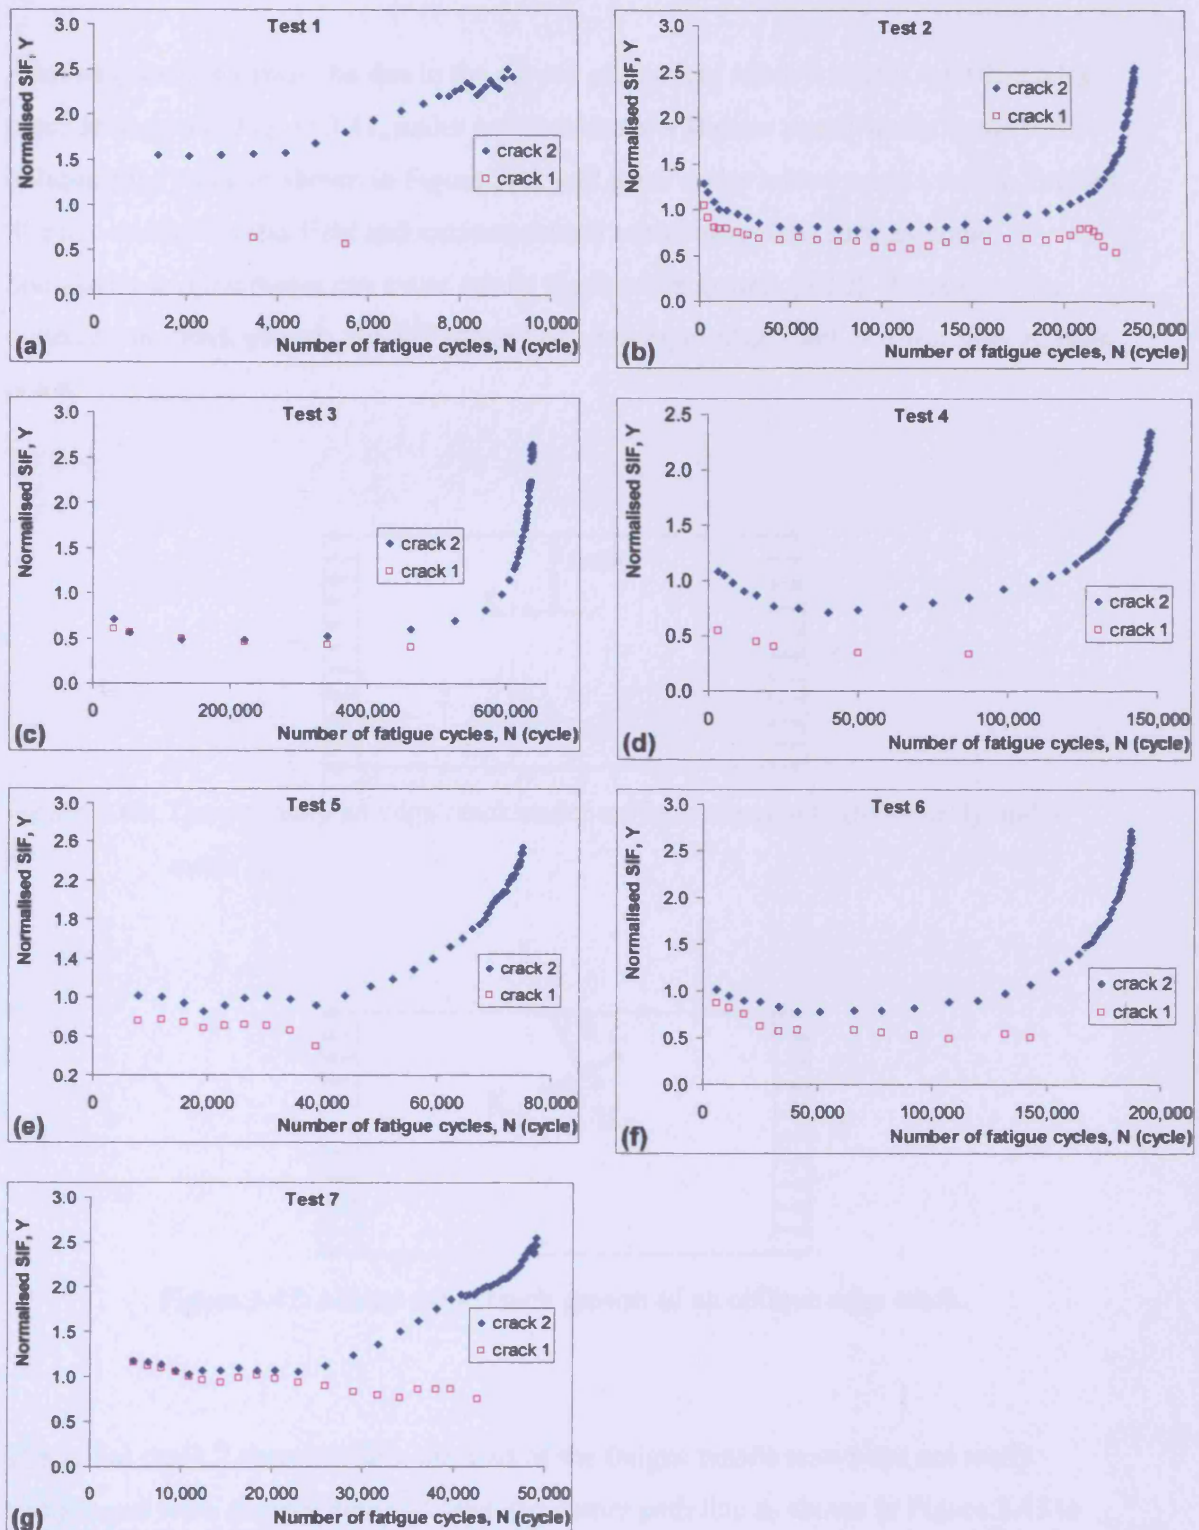 Test 1
Normalised SIF, Y
3.0
2.5
2.0
1.5
1.0
0.5
0.0
crack 2
crack 1
0
2,000
4,000
6,000
8,000
10,000
Number of fatigue cycles, N (cycle)
(a)
Test 2
Normalised SIF, Y
3.0
2.5
2.0
1.5
1.0
0.5
0.0
crack 2
crack 1
0
50,000
100,000
150,000
200,000
250,000
Number of fatigue cycles, N (cycle)
(b)
Test 3
Normalised SIF, Y
3.0
2.5
2.0
1.5
1.0
0.5
0.0
crack 2
crack 1
0
200,000
400,000
600,000
Number of fatigue cycles, N (cycle)
(c)
Test 4
Normalised SIF, Y
2.5
2.0
1.5
1.0
0.5
0.0
crack 2
crack 1
0
50,000
100,000
150,000
Number of fatigue cycles, N (cycle)
(d)
Test 5
Normalised SIF, Y
3.0
2.6
2.2
1.8
1.4
1.0
0.6
0.2
crack 2
crack 1
0
20,000
40,000
60,000
80,000
Number of fatigue cycles, N (cycle)
(e)
Test 6
Normalised SIF, Y
3.0
2.5
2.0
1.5
1.0
0.5
0.0
crack 2
crack 1
0
50,000
100,000
150,000
200,000
Number of fatigue cycles, N (cycle)
(f)
Test 7
Normalised SIF, Y
3.0
2.5
2.0
1.5
1.0
0.5
0.0
crack 2
crack 1
0
10,000
20,000
30,000
40,000
50,000
Number of fatigue cycles, N (cycle)
(g)